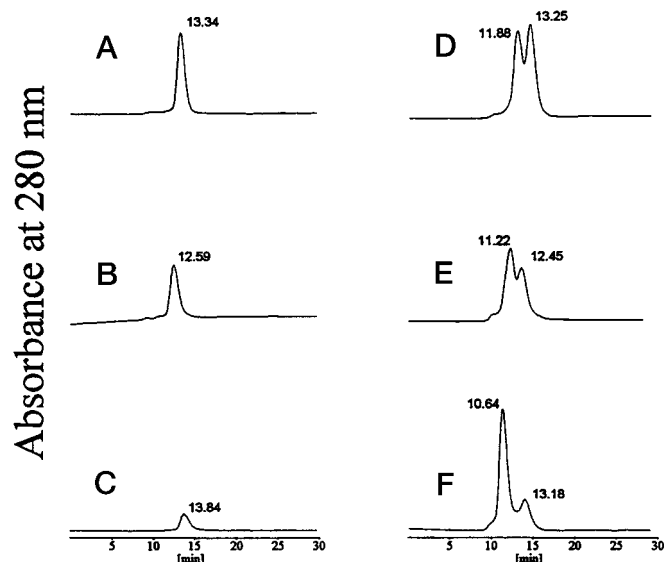 Absorbance at 280 nm
A
13.34
B
12.59
C
13.84
5 10 15 20 25 30
[min]
D
11.88
13.25
E
11.22
12.45
F
10.64
13.18
5 10 15 20 25 30
[min]